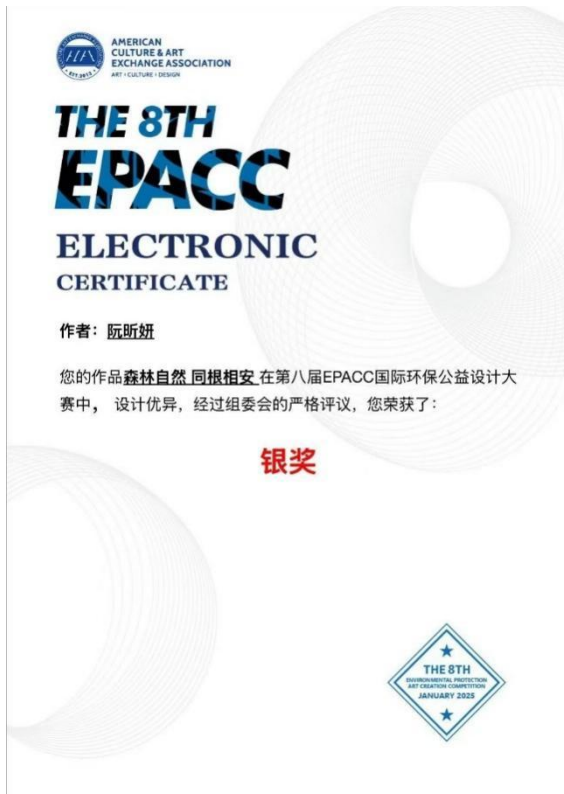 AMERICAN
CULTURE & ART
EXCHANGE ASSOCIATION
ART • CULTURE • DESIGN
EST.2012
THE 8TH
EPACC
ELECTRONIC
CERTIFICATE
作者：阮昕妍
您的作品森林自然 同根相安 在第八届EPACC国际环保公益设计大
赛中， 设计优异，经过组委会的严格评议，您荣获了：
银奖
THE 8TH
ENVIRONMENTAL PROTECTION
ART CREATION COMPETITION
JANUARY 2025